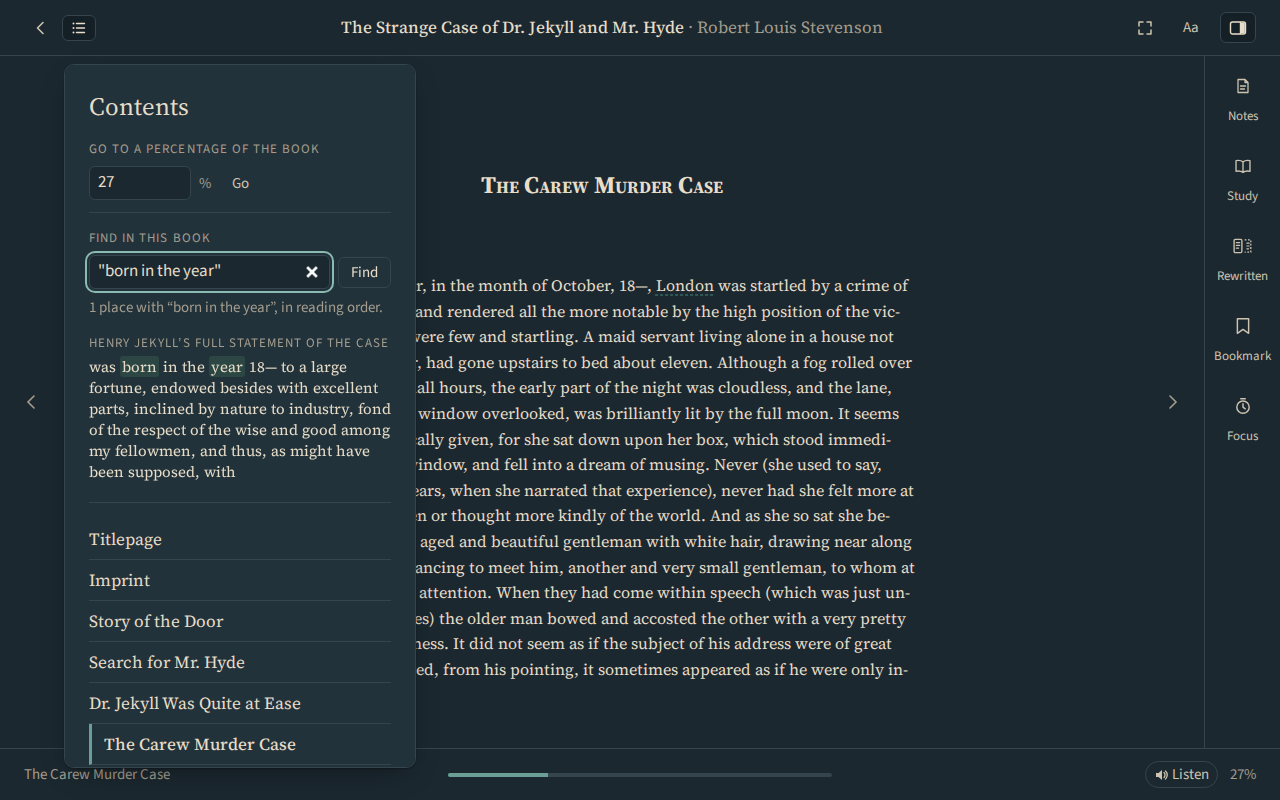 The Strange Case of Dr. Jekyll and Mr. Hyde · Robert Louis Stevenson
Aa
Contents
GO TO A PERCENTAGE OF THE BOOK
27 % Go
FIND IN THIS BOOK
"born in the year" Find
1 place with “born in the year”, in reading order.
HENRY JEKYLL’S FULL STATEMENT OF THE CASE
was born in the year 18— to a large
fortune, endowed besides with excellent
parts, inclined by nature to industry, fond
of the respect of the wise and good among
my fellowmen, and thus, as might have
been supposed, with
Titlepage
Imprint
Story of the Door
Search for Mr. Hyde
Dr. Jekyll Was Quite at Ease
The Carew Murder Case
The Carew Murder Case
in the month of October, 18—, London was startled by a crime of
and rendered all the more notable by the high position of the vic-
were few and startling. A maid servant living alone in a house not
had gone upstairs to bed about eleven. Although a fog rolled over
all hours, the early part of the night was cloudless, and the lane,
window overlooked, was brilliantly lit by the full moon. It seems
given, for she sat down upon her box, which stood immedi-
window, and fell into a dream of musing. Never (she used to say,
when she narrated that experience), never had she felt more at
or thought more kindly of the world. And as she so sat she be-
aged and beautiful gentleman with white hair, drawing near along
to meet him, another and very small gentleman, to whom at
attention. When they had come within speech (which was just un-
the older man bowed and accosted the other with a very pretty
It did not seem as if the subject of his address were of great
from his pointing, it sometimes appeared as if he were only in-
Notes
Study
Rewritten
Bookmark
Focus
The Carew Murder Case
Listen 27%